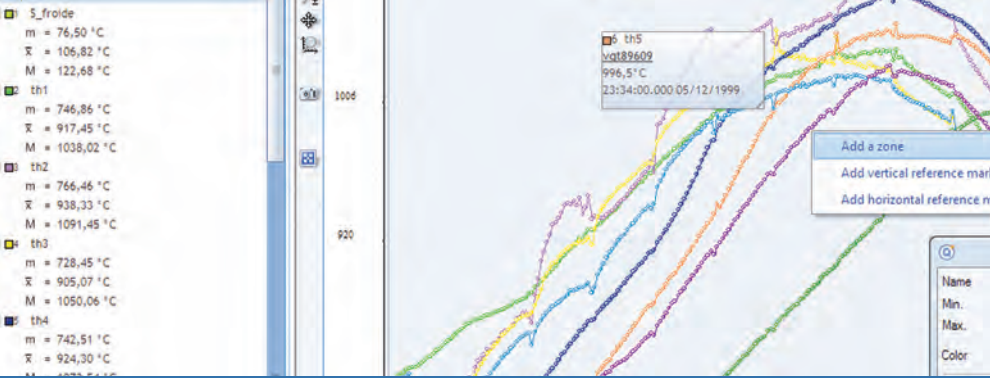 1 S_froide
m = 76,50 °C
x̄ = 106,82 °C
M = 122,68 °C
2 th1
m = 746,86 °C
x̄ = 917,45 °C
M = 1038,02 °C
3 th2
m = 766,46 °C
x̄ = 938,33 °C
M = 1091,45 °C
4 th3
m = 728,45 °C
x̄ = 905,07 °C
M = 1050,06 °C
5 th4
m = 742,51 °C
x̄ = 924,30 °C
1006
920
6 th5
vqt89609
996,5°C
23:34:00.000 05/12/1999
Add a zone
Add vertical reference mar
Add horizontal reference m
Name
Min.
Max.
Color